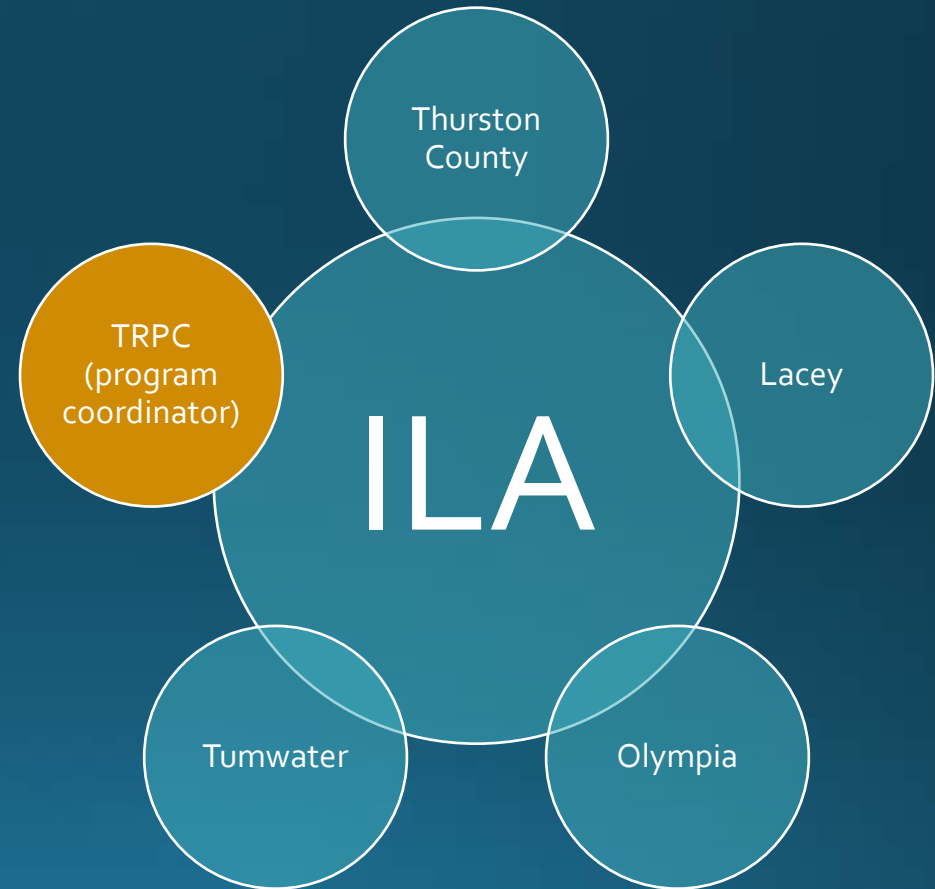 Thurston
County
TRPC
(program
coordinator)
Lacey
ILA
Tumwater
Olympia